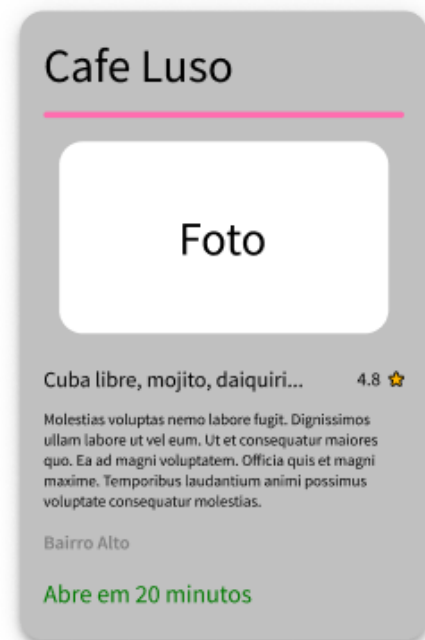 Cafe Luso
Foto
Cuba libre, mojito, daiquiri...
4.8
Molestias voluptas nemo labore fugit. Dignissimos
ullam labore ut vel eum. Ut et consequatur maiores
quo. Ea ad magni voluptatem. Officia quis et magni
maxime. Temporibus laudantium animi possimus
voluptate consequatur molestias.
Bairro Alto
Abre em 20 minutos